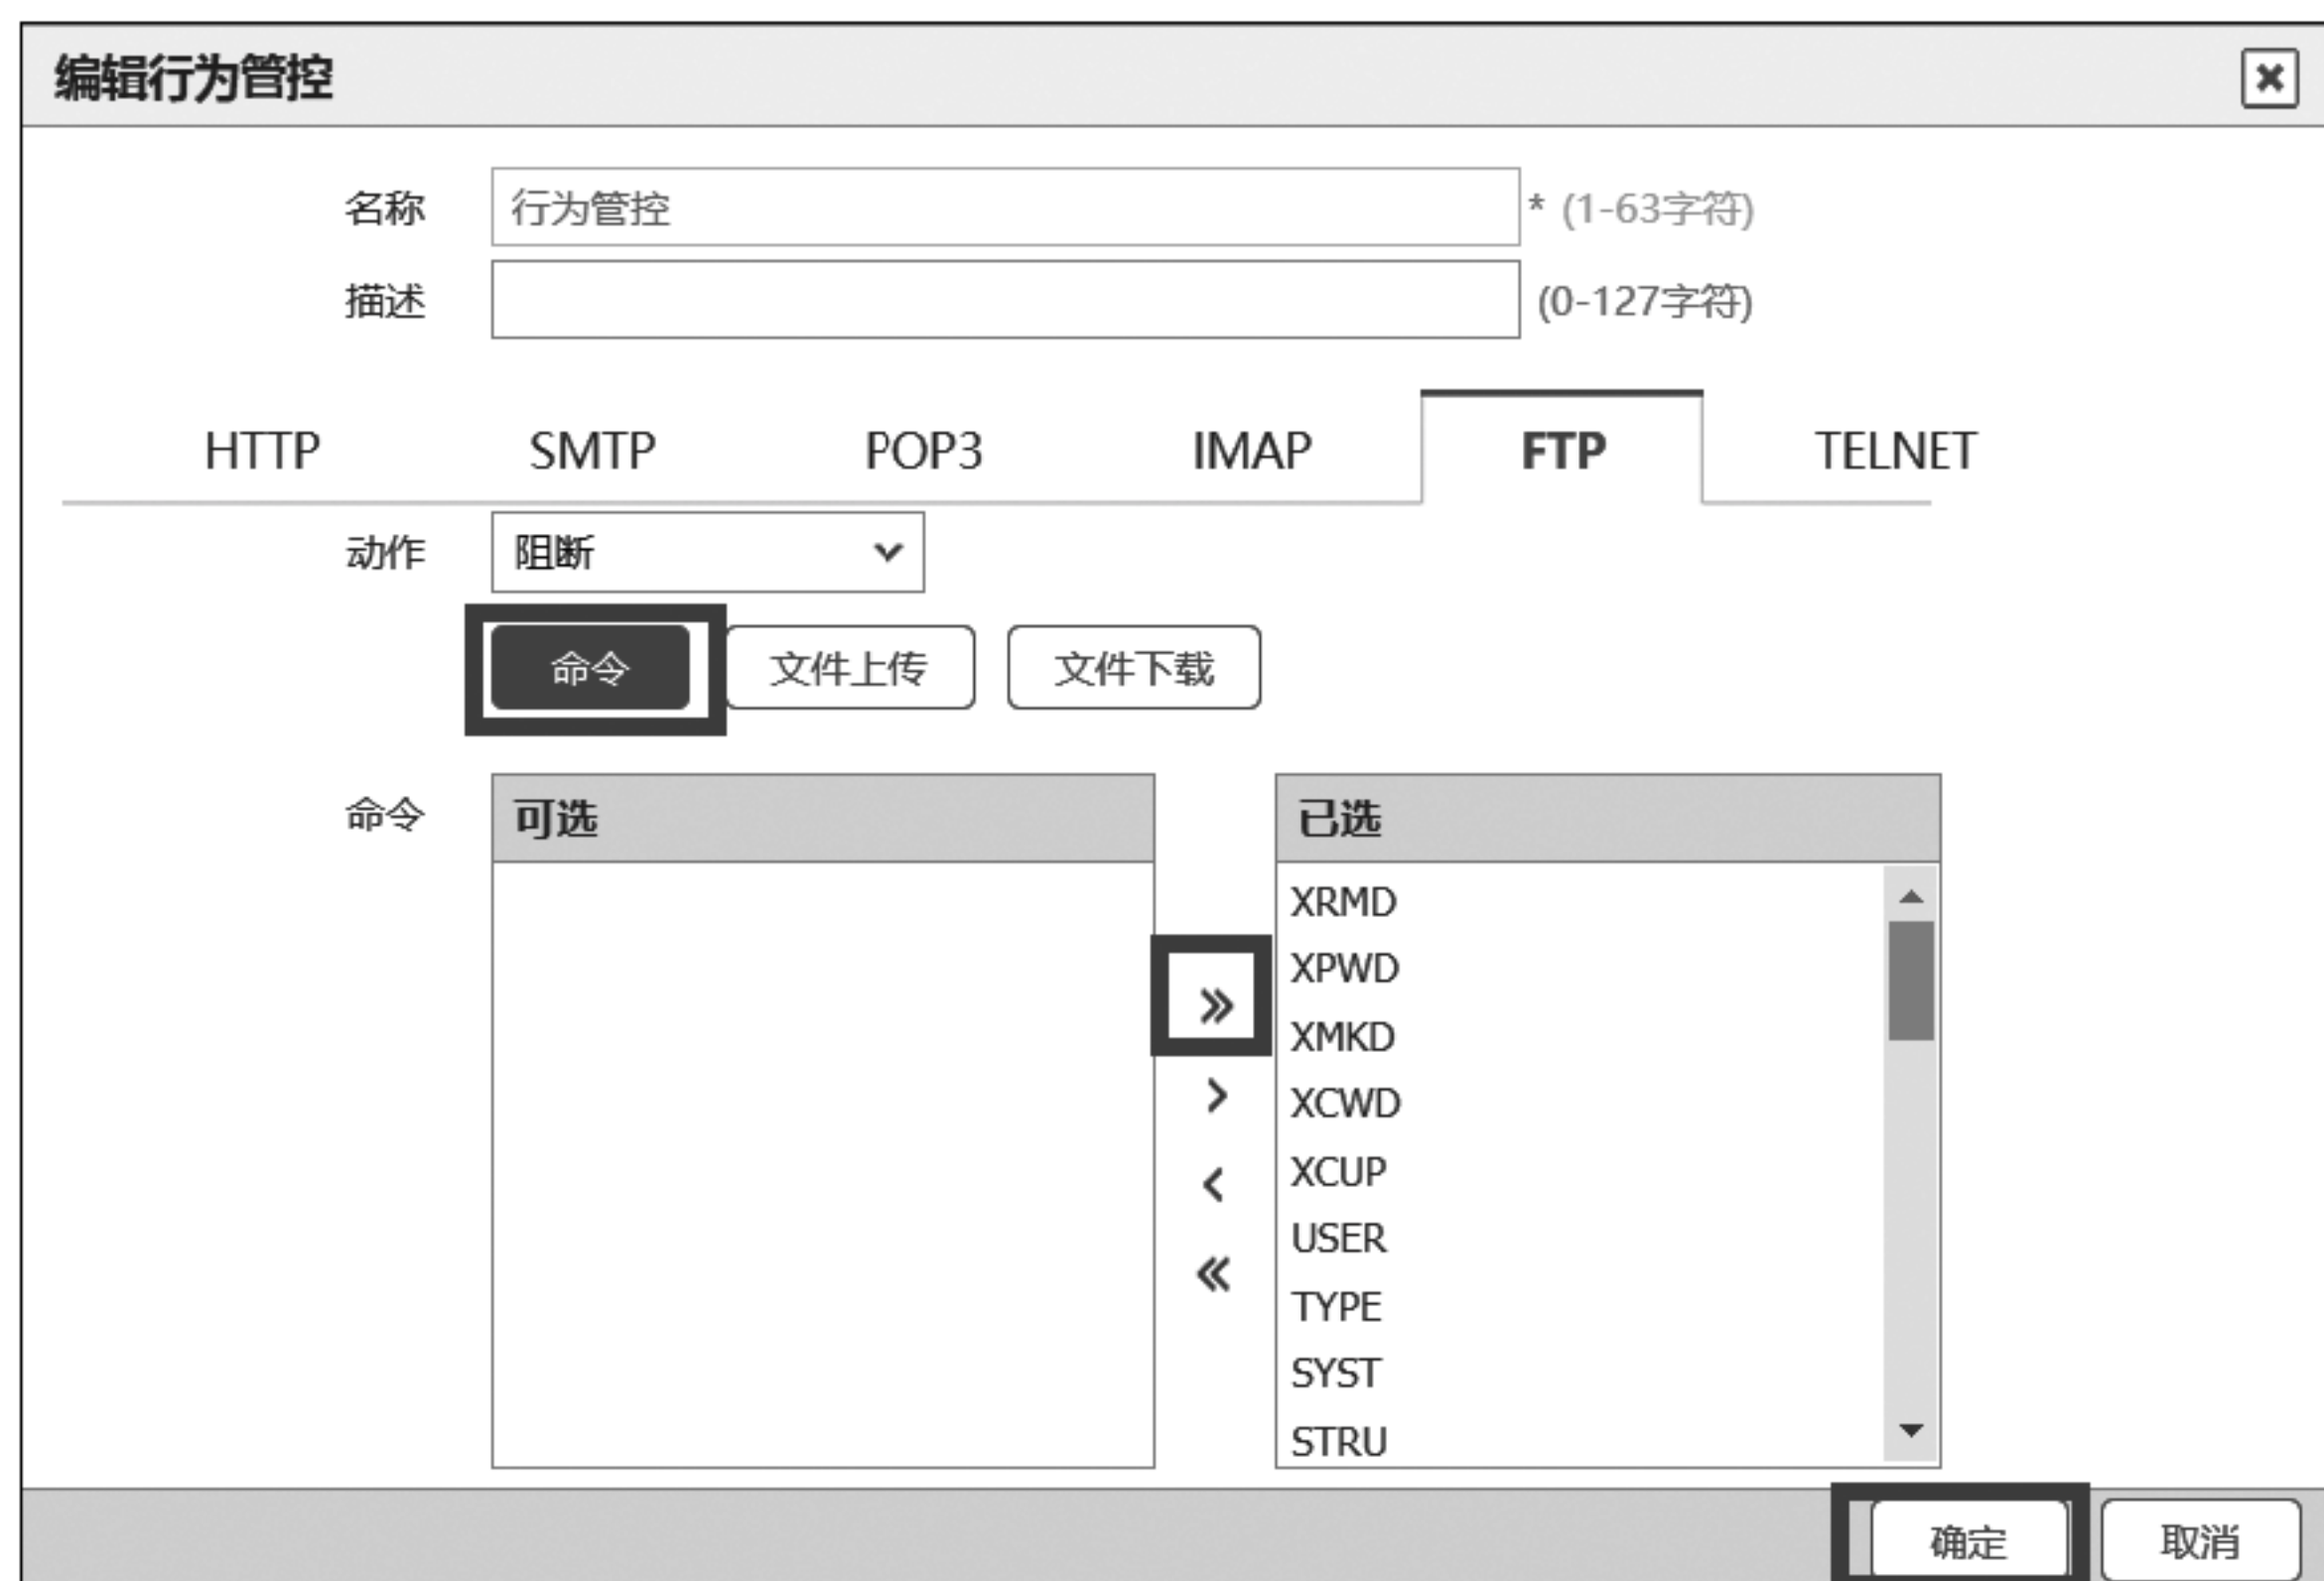 编辑行为管控
名称 行为管控 * (1-63字符)
描述 (0-127字符)
HTTP SMTP POP3 IMAP FTP TELNET
动作 阻断
命令 文件上传 文件下载
命令 可选 已选
XRMD
XPWD
XMKD
XCWD
XCUP
USER
TYPE
SYST
STRU
确定 取消